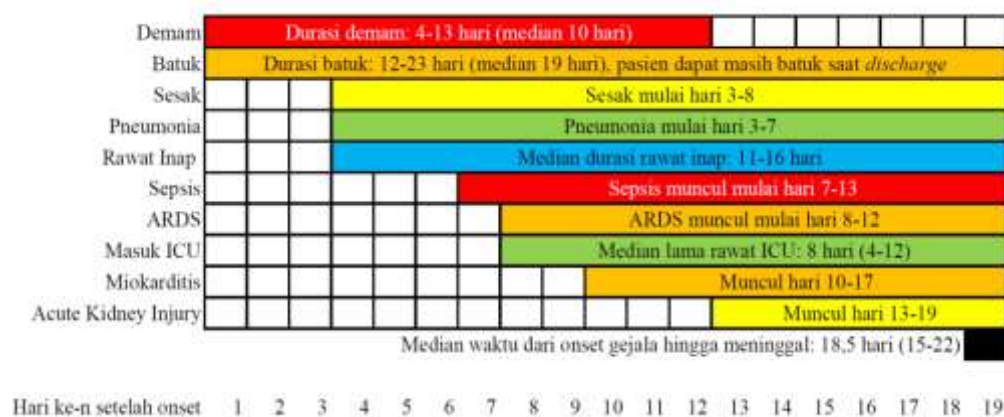 Demam Durasi demam: 4-13 hari (median 10 hari)
Batuk Durasi batuk: 12-23 hari (median 19 hari), pasien dapat masih batuk saat discharge
Sesak Sesak mulai hari 3-8
Pneumonia Pneumonia mulai hari 3-7
Rawat Inap Median durasi rawat inap: 11-16 hari
Sepsis Sepsis muncul mulai hari 7-13
ARDS ARDS muncul mulai hari 8-12
Masuk ICU Median lama rawat ICU: 8 hari (4-12)
Miokarditis Muncul hari 10-17
Acute Kidney Injury Muncul hari 13-19
Median waktu dari onset gejala hingga meninggal: 18,5 hari (15-22)
Hari ke-n setelah onset 1 2 3 4 5 6 7 8 9 10 11 12 13 14 15 16 17 18 19